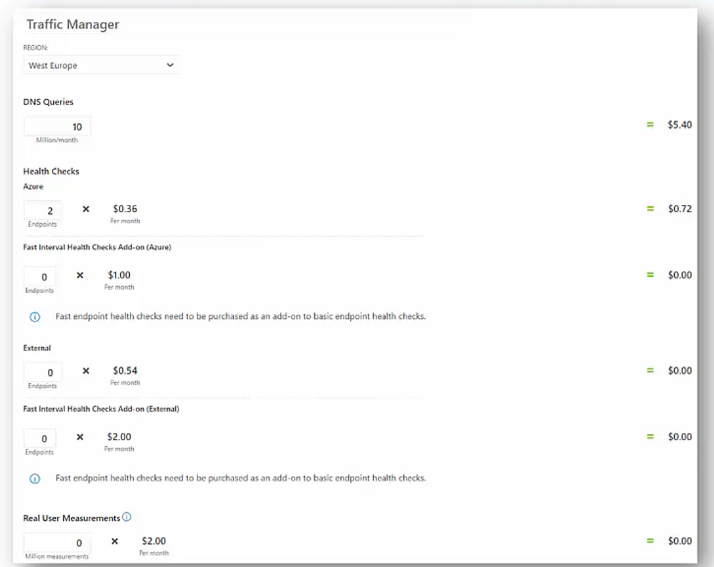 Traffic Manager
REGION:
West Europe
DNS Queries
10
Million/month
= $5.40
Health Checks
Azure
2 × $0.36 = $0.72
Endpoints Per month
Fast Interval Health Checks Add-on (Azure)
0 × $1.00 = $0.00
Endpoints Per month
Fast endpoint health checks need to be purchased as an add-on to basic endpoint health checks.
External
0 × $0.54 = $0.00
Endpoints Per month
Fast Interval Health Checks Add-on (External)
0 × $2.00 = $0.00
Endpoints Per month
Fast endpoint health checks need to be purchased as an add-on to basic endpoint health checks.
Real User Measurements
0 × $2.00 = $0.00
Million measurements Per month